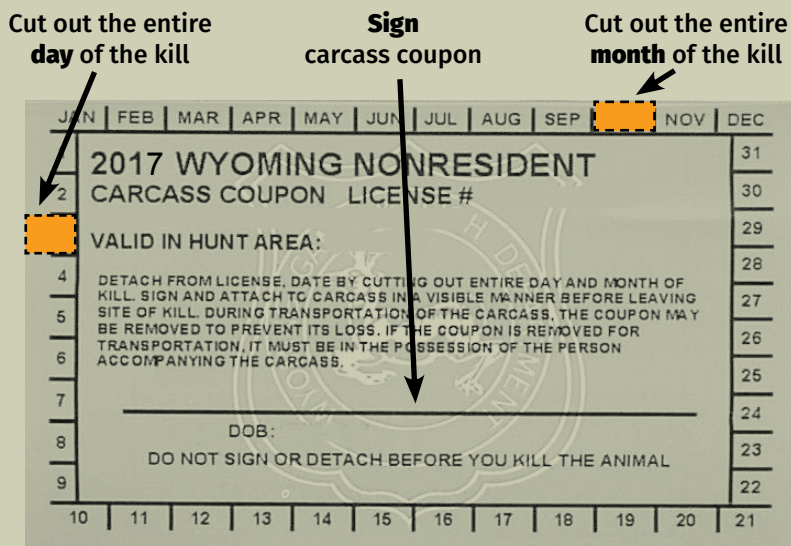 Cut out the entire
day of the kill
Sign
carcass coupon
Cut out the entire
month of the kill
JAN FEB MAR APR MAY JUN JUL AUG SEP NOV DEC
2017 WYOMING NONRESIDENT
CARCASS COUPON LICENSE #
VALID IN HUNT AREA:
DETACH FROM LICENSE, DATE BY CUTTING OUT ENTIRE DAY AND MONTH OF
KILL. SIGN AND ATTACH TO CARCASS IN A VISIBLE MANNER BEFORE LEAVING
SITE OF KILL. DURING TRANSPORTATION OF THE CARCASS, THE COUPON MAY
BE REMOVED TO PREVENT ITS LOSS. IF THE COUPON IS REMOVED FOR
TRANSPORTATION, IT MUST BE IN THE POSSESSION OF THE PERSON
ACCOMPANYING THE CARCASS.
DOB:
DO NOT SIGN OR DETACH BEFORE YOU KILL THE ANIMAL
2
4
5
6
7
8
9
10 11 12 13 14 15 16 17 18 19 20 21
31
30
29
28
27
26
25
24
23
22